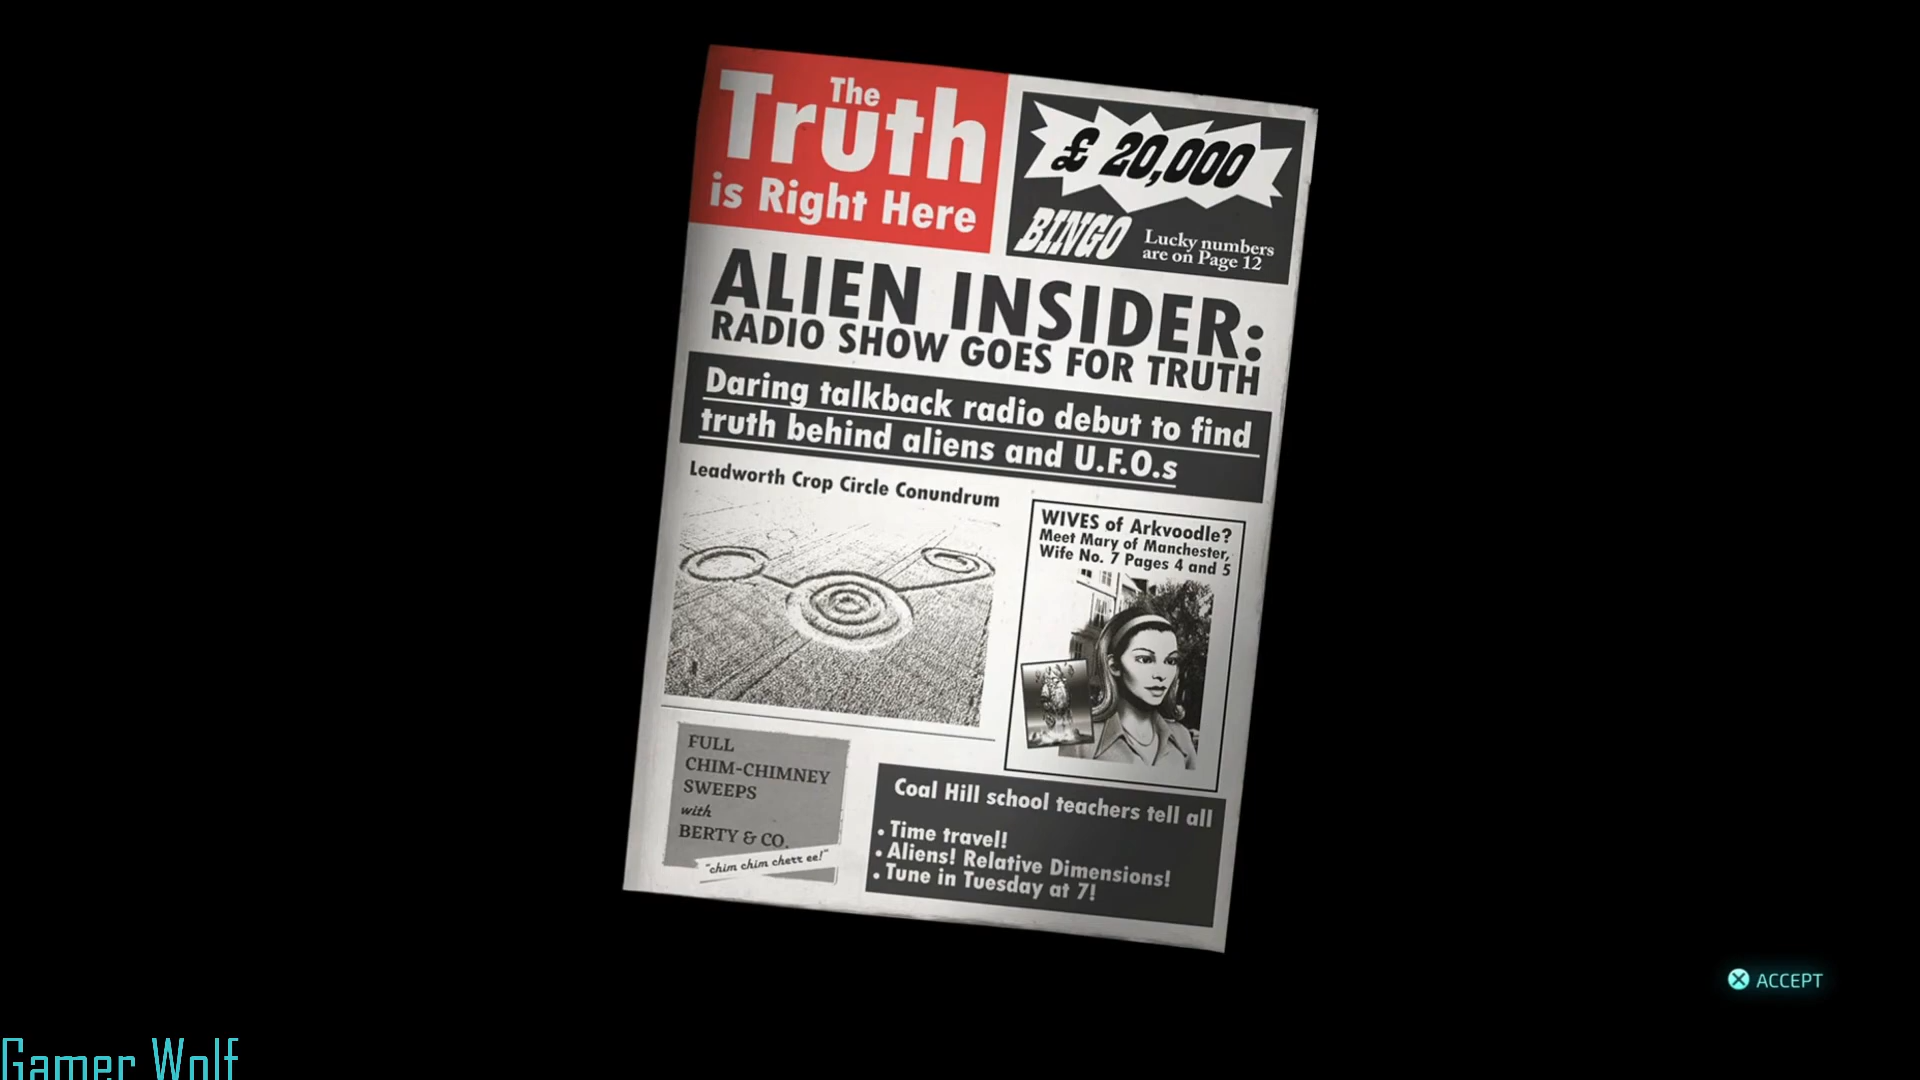 The
Truth
is Right Here
£ 20,000
BINGO
Lucky numbers
are on Page 12
ALIEN INSIDER:
RADIO SHOW GOES FOR TRUTH
Daring talkback radio debut to find
truth behind aliens and U.F.O.s
Leadworth Crop Circle Conundrum
WIVES of Arkvoodle?
Meet Mary of Manchester,
Wife No. 7 Pages 4 and 5
FULL
CHIM-CHIMNEY
SWEEPS
with
BERTY & CO.
"chim chim cherr ee!"
Coal Hill school teachers tell all
• Time travel!
• Aliens! Relative Dimensions!
• Tune in Tuesday at 7!
ACCEPT
Gamer Wolf